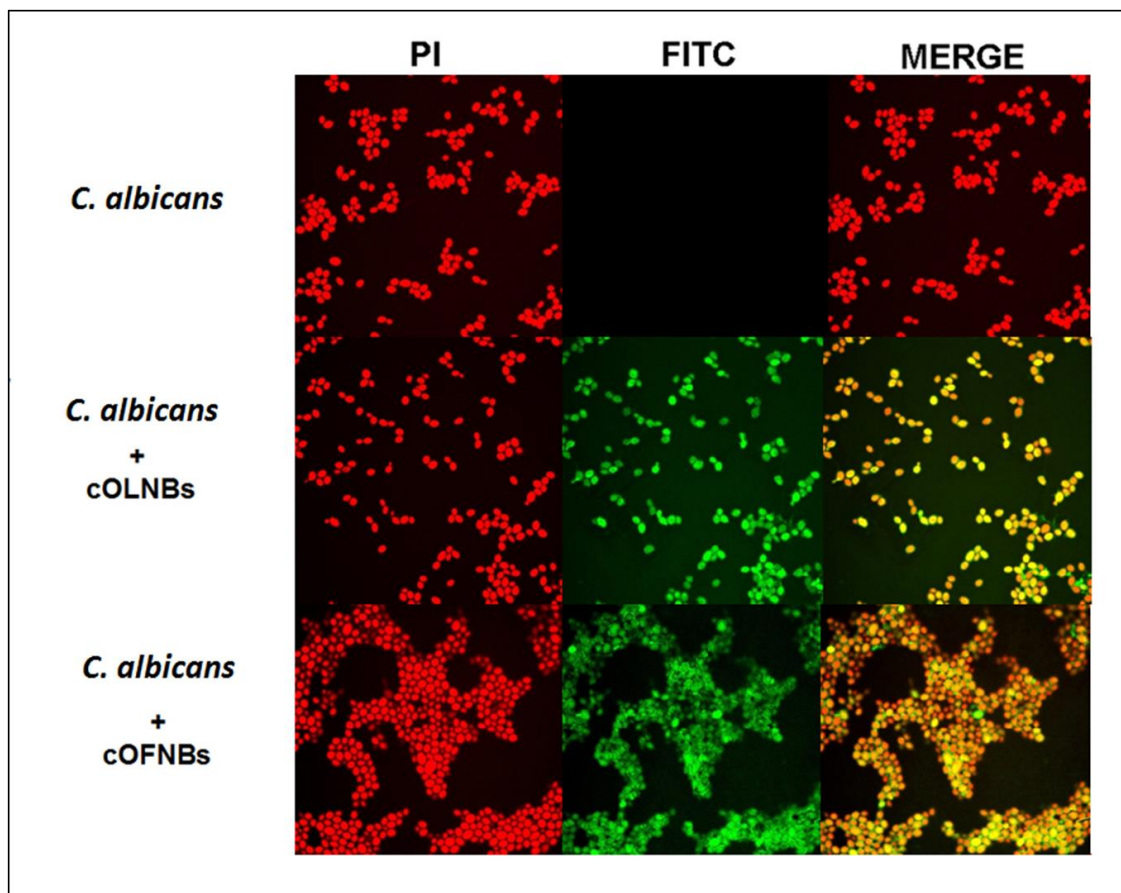 PI FITC MERGE
C. albicans
C. albicans
+
cOLNBs
C. albicans
+
cOFNBs